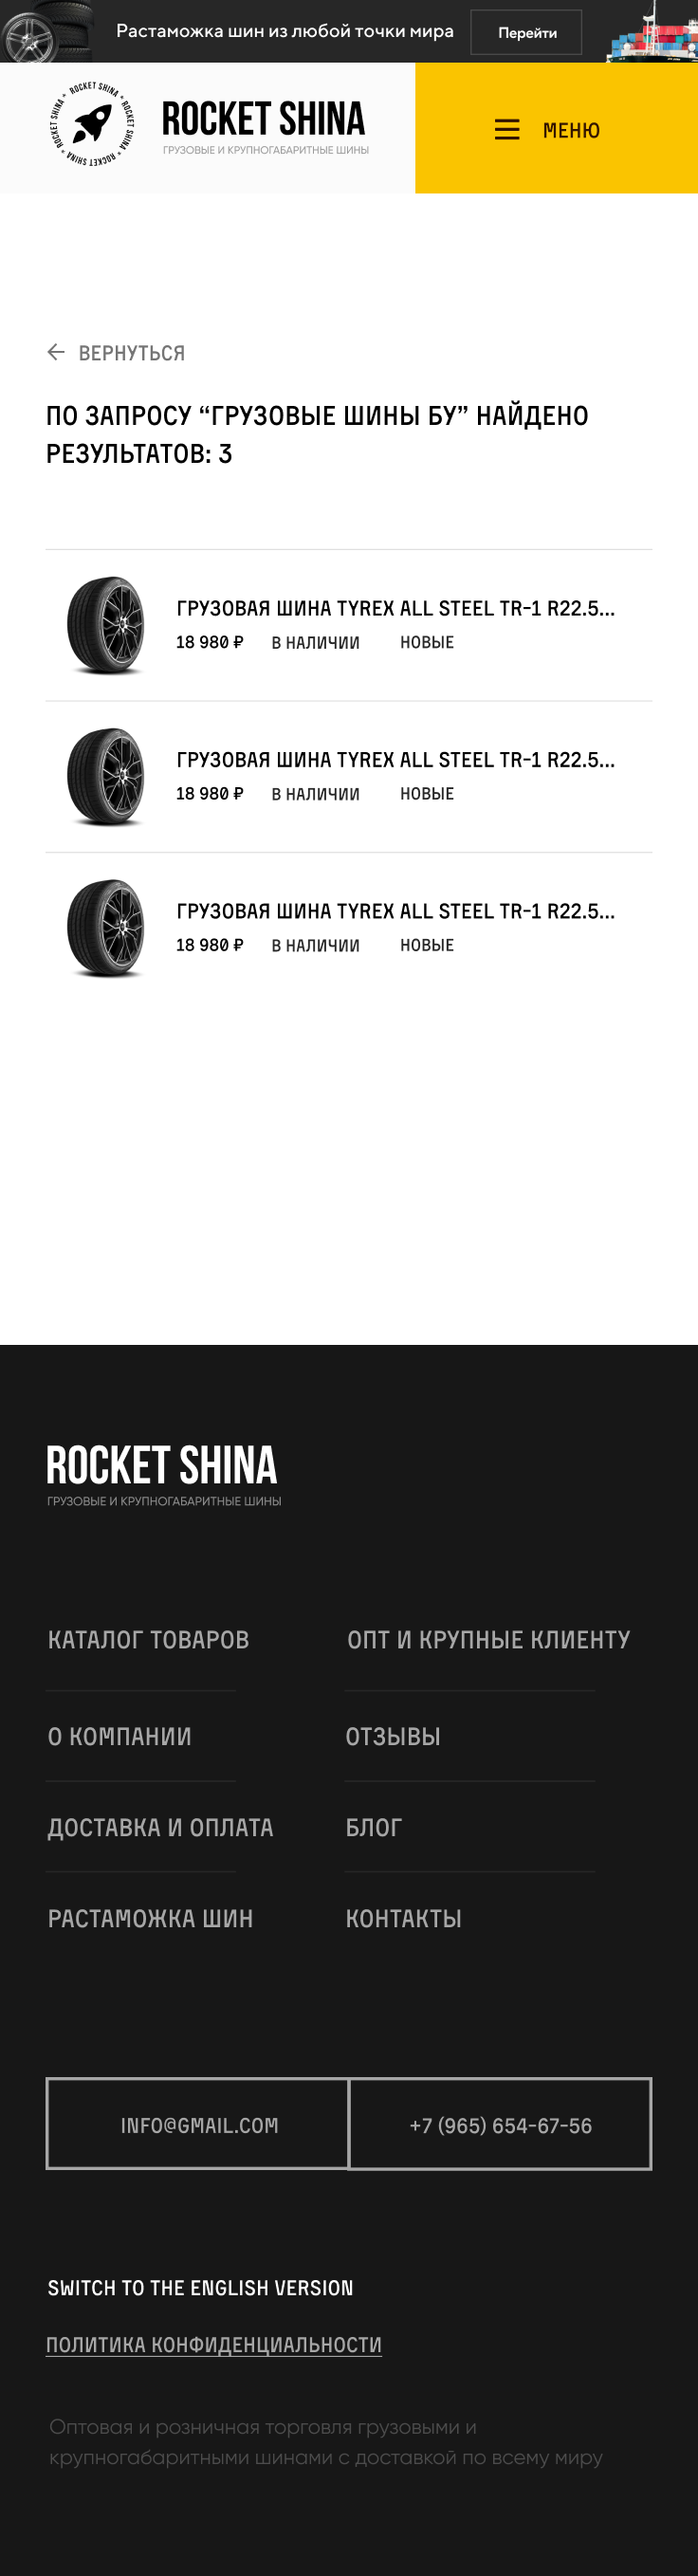 Растаможка шин из любой точки мира
Перейти
ROCKET SHINA * ROCKET SHINA * ROCKET SHINA * ROCKET SHINA *
ROCKET SHINA
ГРУЗОВЫЕ И КРУПНОГАБАРИТНЫЕ ШИНЫ
МЕНЮ
ВЕРНУТЬСЯ
ПО ЗАПРОСУ “ГРУЗОВЫЕ ШИНЫ БУ” НАЙДЕНО
РЕЗУЛЬТАТОВ: 3
ГРУЗОВАЯ ШИНА TYREX ALL STEEL TR-1 R22.5...
18 980 ₽ В НАЛИЧИИ НОВЫЕ
ГРУЗОВАЯ ШИНА TYREX ALL STEEL TR-1 R22.5...
18 980 ₽ В НАЛИЧИИ НОВЫЕ
ГРУЗОВАЯ ШИНА TYREX ALL STEEL TR-1 R22.5...
18 980 ₽ В НАЛИЧИИ НОВЫЕ
ROCKET SHINA
ГРУЗОВЫЕ И КРУПНОГАБАРИТНЫЕ ШИНЫ
КАТАЛОГ ТОВАРОВ
ОПТ И КРУПНЫЕ КЛИЕНТУ
О КОМПАНИИ
ОТЗЫВЫ
ДОСТАВКА И ОПЛАТА
БЛОГ
РАСТАМОЖКА ШИН
КОНТАКТЫ
INFO@GMAIL.COM
+7 (965) 654-67-56
SWITCH TO THE ENGLISH VERSION
ПОЛИТИКА КОНФИДЕНЦИАЛЬНОСТИ
Оптовая и розничная торговля грузовыми и
крупногабаритными шинами с доставкой по всему миру